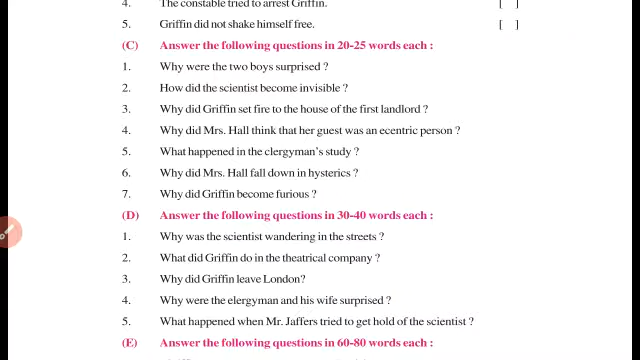 4. The constable tried to arrest Griffin. [ ]
5. Griffin did not shake himself free. [ ]
(C) Answer the following questions in 20-25 words each :
1. Why were the two boys surprised ?
2. How did the scientist become invisible ?
3. Why did Griffin set fire to the house of the first landlord ?
4. Why did Mrs. Hall think that her guest was an ecentric person ?
5. What happened in the clergyman's study ?
6. Why did Mrs. Hall fall down in hysterics ?
7. Why did Griffin become furious ?
(D) Answer the following questions in 30-40 words each :
1. Why was the scientist wandering in the streets ?
2. What did Griffin do in the theatrical company ?
3. Why did Griffin leave London?
4. Why were the elergyman and his wife surprised ?
5. What happened when Mr. Jaffers tried to get hold of the scientist ?
(E) Answer the following questions in 60-80 words each :